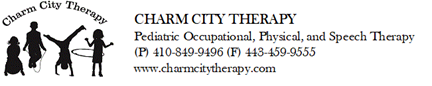 Charm City Therapy
CHARM CITY THERAPY
Pediatric Occupational, Physical, and Speech Therapy
(P) 410-849-9496 (F) 443-459-9555
www.charmcitytherapy.com